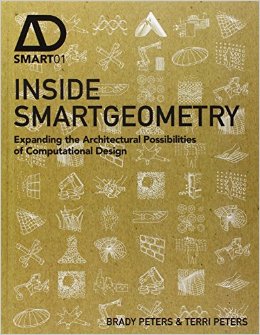 AD
SMART01
INSIDE
SMARTGEOMETRY
Expanding the Architectural Possibilities
of Computational Design
BRADY PETERS & TERRI PETERS